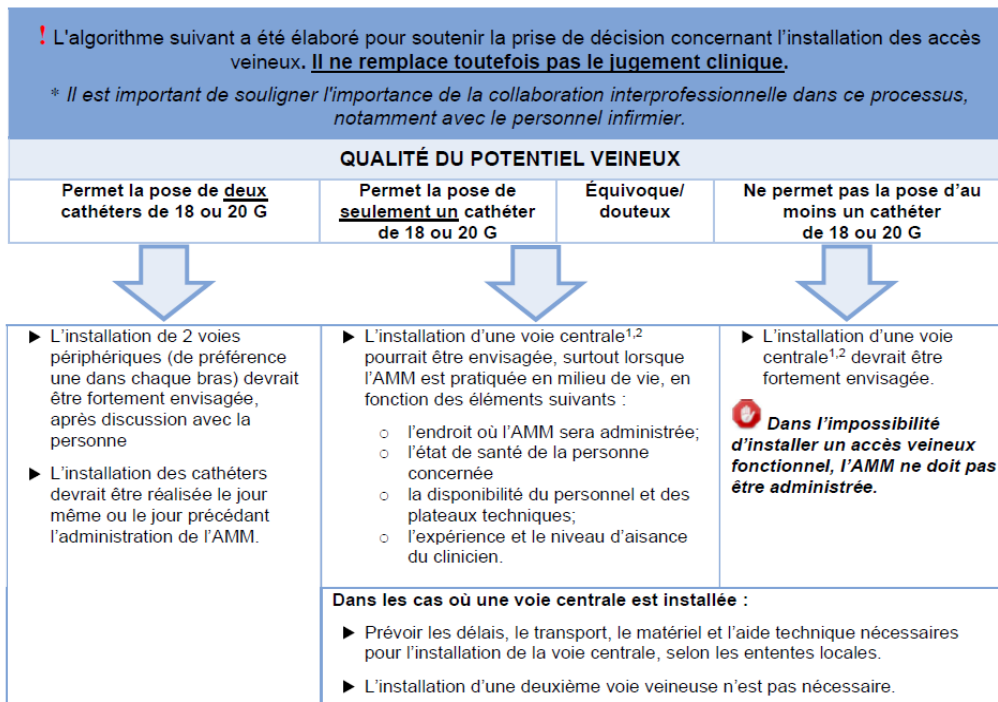 ! L'algorithme suivant a été élaboré pour soutenir la prise de décision concernant l'installation des accès
veineux. Il ne remplace toutefois pas le jugement clinique.
* Il est important de souligner l'importance de la collaboration interprofessionnelle dans ce processus,
notamment avec le personnel infirmier.
QUALITÉ DU POTENTIEL VEINEUX
Permet la pose de deux
cathéters de 18 ou 20 G
Permet la pose de
seulement un cathéter
de 18 ou 20 G
Équivoque/
douteux
Ne permet pas la pose d'au
moins un cathéter
de 18 ou 20 G
► L'installation de 2 voies
périphériques (de préférence
une dans chaque bras) devrait
être fortement envisagée,
après discussion avec la
personne
► L'installation des cathéters
devrait être réalisée le jour
même ou le jour précédant
l'administration de l'AMM.
► L'installation d'une voie centrale1,2
pourrait être envisagée, surtout lorsque
l'AMM est pratiquée en milieu de vie, en
fonction des éléments suivants :
o l'endroit où l'AMM sera administrée;
o l'état de santé de la personne
concernée
o la disponibilité du personnel et des
plateaux techniques;
o l'expérience et le niveau d'aisance
du clinicien.
► L'installation d'une voie
centrale1,2 devrait être
fortement envisagée.
Dans l'impossibilité
d'installer un accès veineux
fonctionnel, l'AMM ne doit pas
être administrée.
Dans les cas où une voie centrale est installée :
► Prévoir les délais, le transport, le matériel et l'aide technique nécessaires
pour l'installation de la voie centrale, selon les ententes locales.
► L'installation d'une deuxième voie veineuse n'est pas nécessaire.